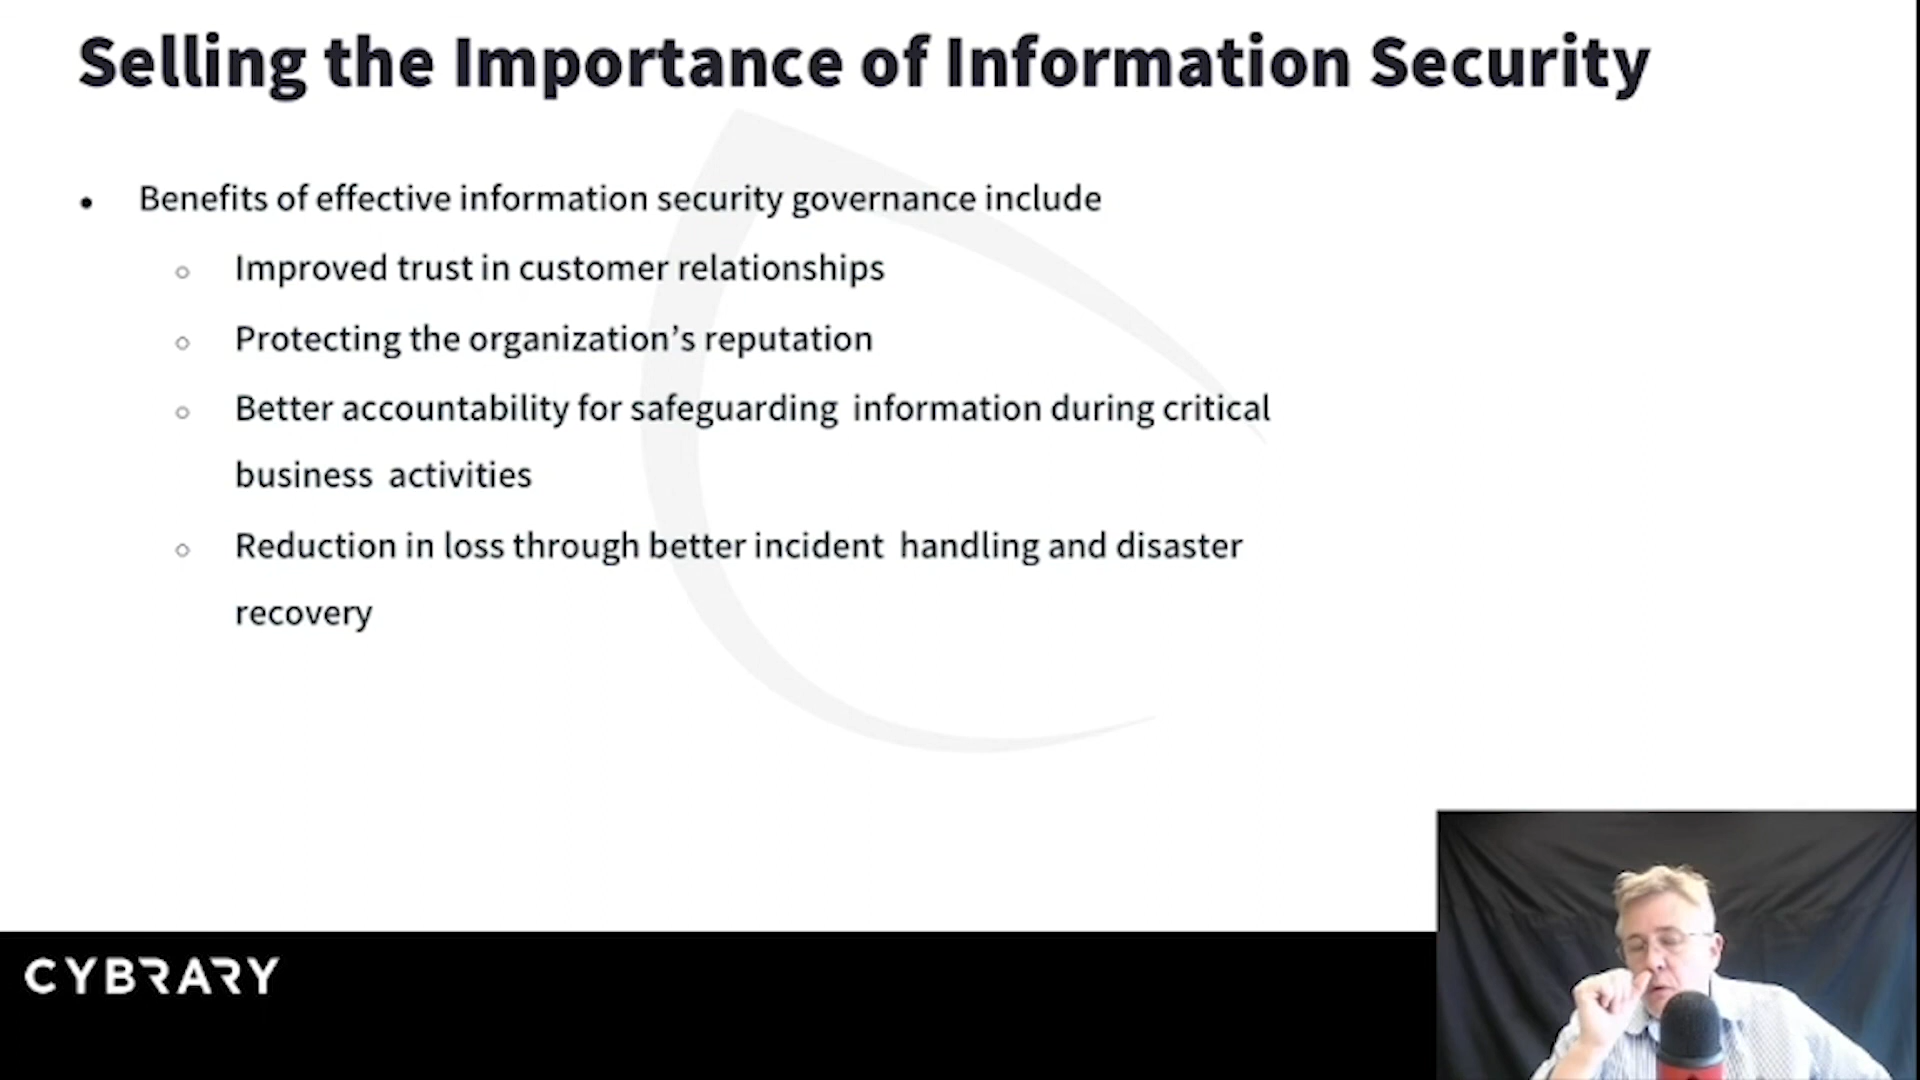 Selling the Importance of Information Security
• Benefits of effective information security governance include
○ Improved trust in customer relationships
○ Protecting the organization’s reputation
○ Better accountability for safeguarding information during critical
business activities
○ Reduction in loss through better incident handling and disaster
recovery
CYBRARY